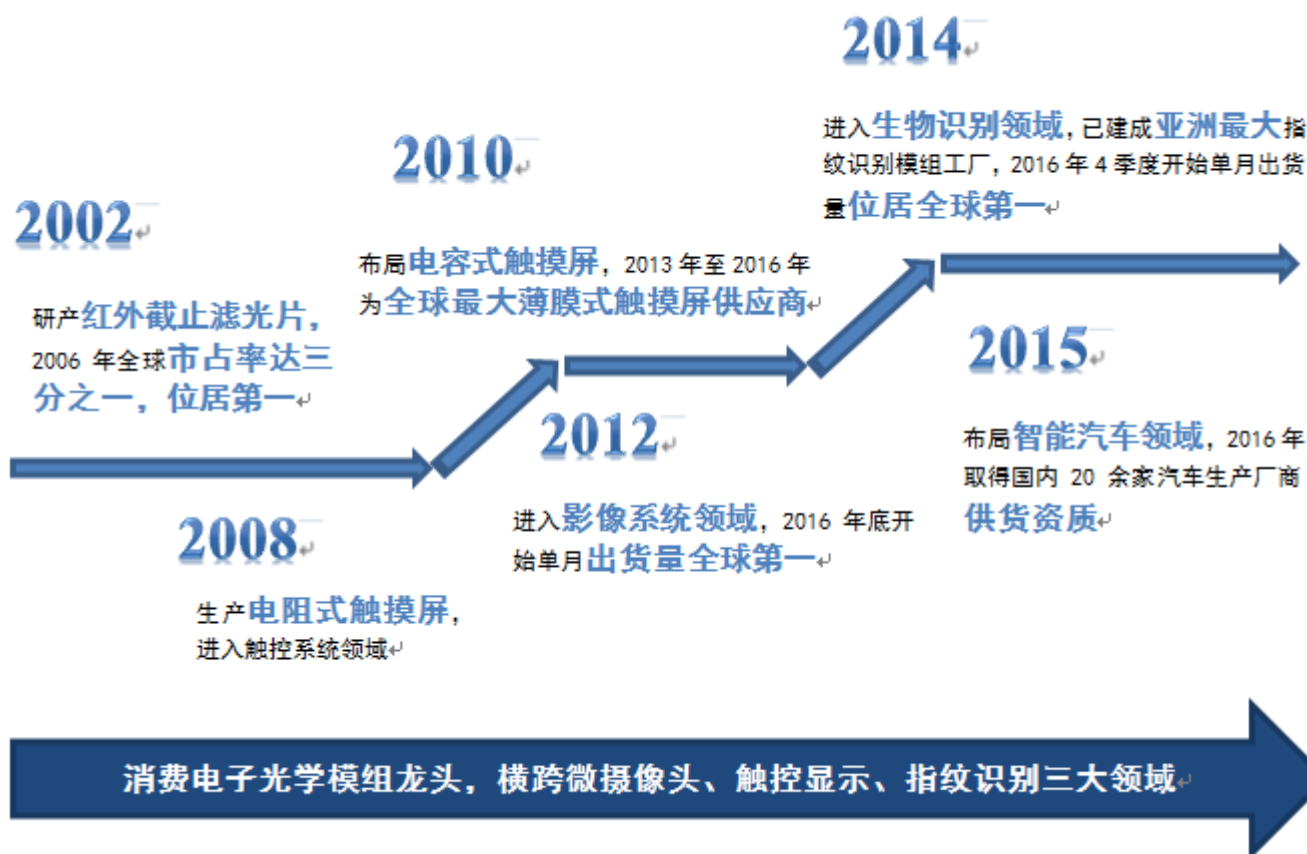 2002
研产红外截止滤光片，
2006 年全球市占率达三
分之一，位居第一
2008
生产电阻式触摸屏，
进入触控系统领域
2010
布局电容式触摸屏，2013 年至 2016 年
为全球最大薄膜式触摸屏供应商
2012
进入影像系统领域，2016 年底开
始单月出货量全球第一
2014
进入生物识别领域，已建成亚洲最大指
纹识别模组工厂，2016 年 4 季度开始单月出货
量位居全球第一
2015
布局智能汽车领域，2016 年
取得国内 20 余家汽车生产厂商
供货资质
消费电子光学模组龙头，横跨微摄像头、触控显示、指纹识别三大领域